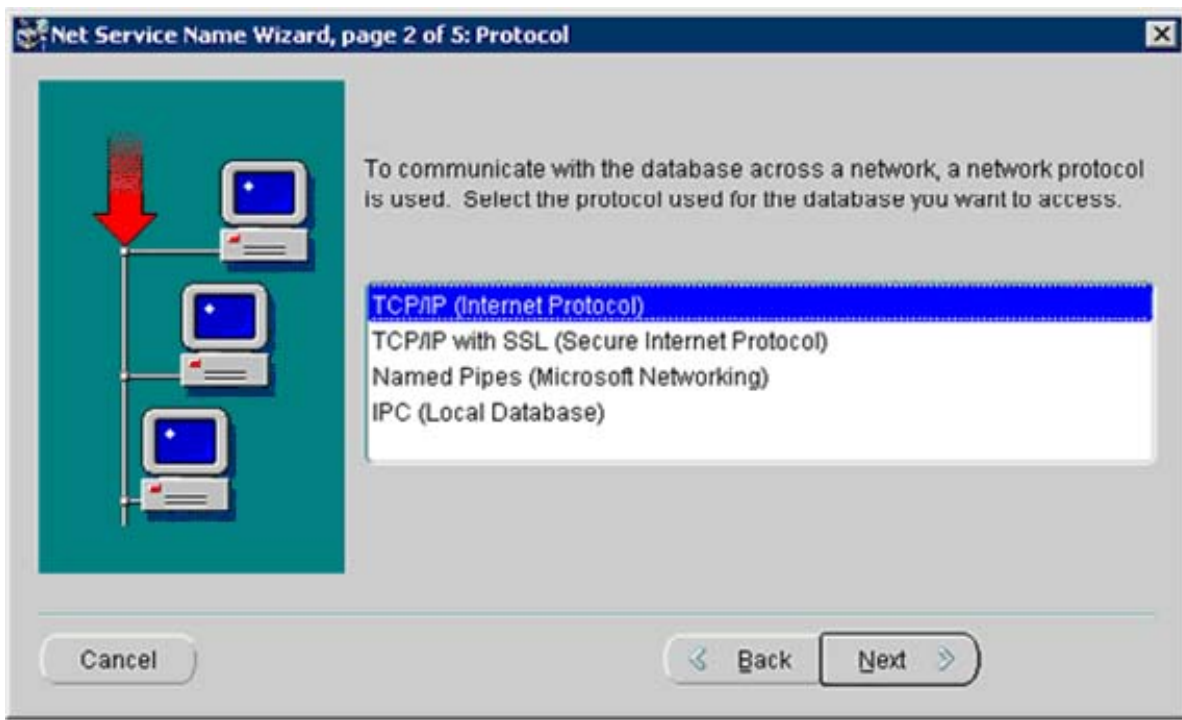 Net Service Name Wizard, page 2 of 5: Protocol
To communicate with the database across a network, a network protocol
is used. Select the protocol used for the database you want to access.
TCP/IP (Internet Protocol)
TCP/IP with SSL (Secure Internet Protocol)
Named Pipes (Microsoft Networking)
IPC (Local Database)
Cancel
Back
Next